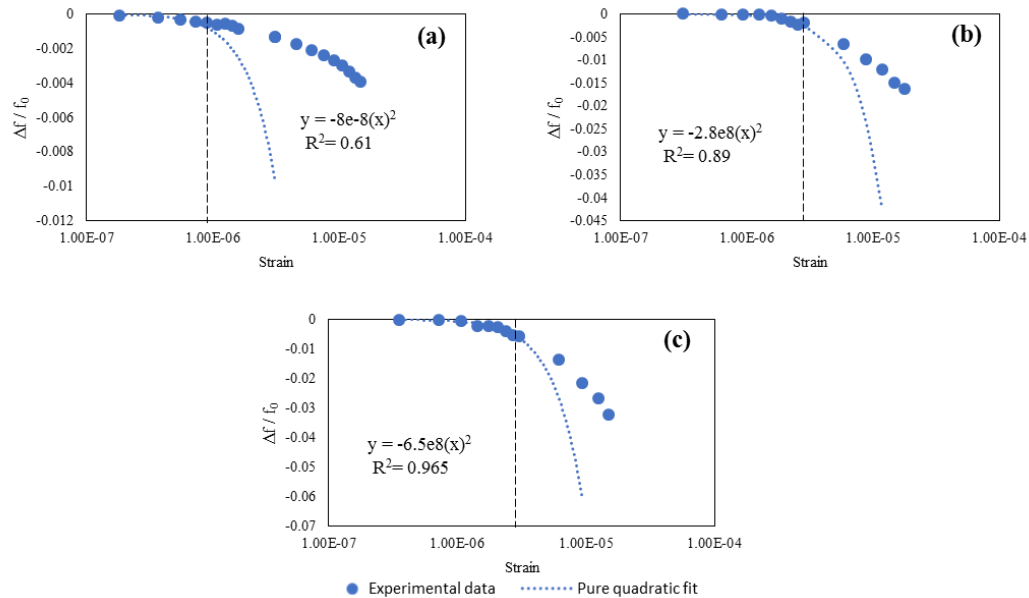 (a)
0
-0.002
-0.004
-0.006
-0.008
-0.01
-0.012
Δf / f₀
y = -8e-8(x)²
R²= 0.61
1.00E-07 1.00E-06 1.00E-05 1.00E-04
Strain
(b)
0
-0.005
-0.01
-0.015
-0.02
-0.025
-0.03
-0.035
-0.04
-0.045
Δf / f₀
y = -2.8e8(x)²
R²= 0.89
1.00E-07 1.00E-06 1.00E-05 1.00E-04
Strain
(c)
0
-0.01
-0.02
-0.03
-0.04
-0.05
-0.06
-0.07
Δf / f₀
y = -6.5e8(x)²
R²= 0.965
1.00E-07 1.00E-06 1.00E-05 1.00E-04
Strain
Experimental data Pure quadratic fit